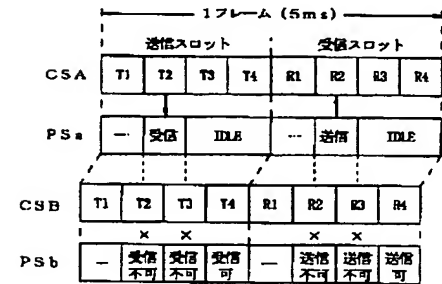 1フレーム (5ms)
送信スロット 受信スロット
CSA T1 T2 T3 T4 R1 R2 R3 R4
PSa … 受信 IDLE … 送信 IDLE
CSB T1 T2 T3 T4 R1 R2 R3 R4
× × × ×
PSb — 受信不可 受信不可 受信可 — 送信不可 送信不可 送信可